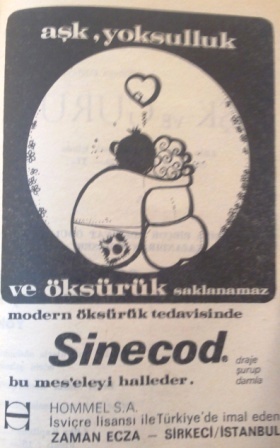 aşk, yoksulluk
ve öksürük saklanamaz
modern öksürük tedavisinde
Sinecod® draje
şurup
damla
bu mes'eleyi halleder.
HOMMEL S.A.
İsviçre lisansı ile Türkiye'de imal eden
ZAMAN ECZA – SİRKECİ/İSTANBUL